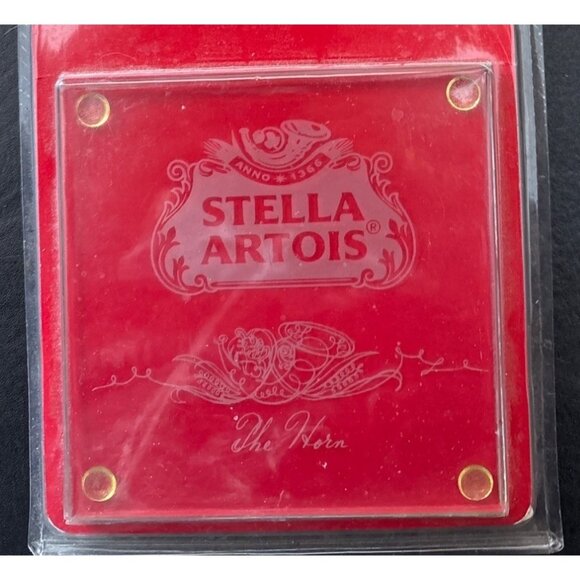 ANNO ★ 1366
STELLA
ARTOIS®
The Horn